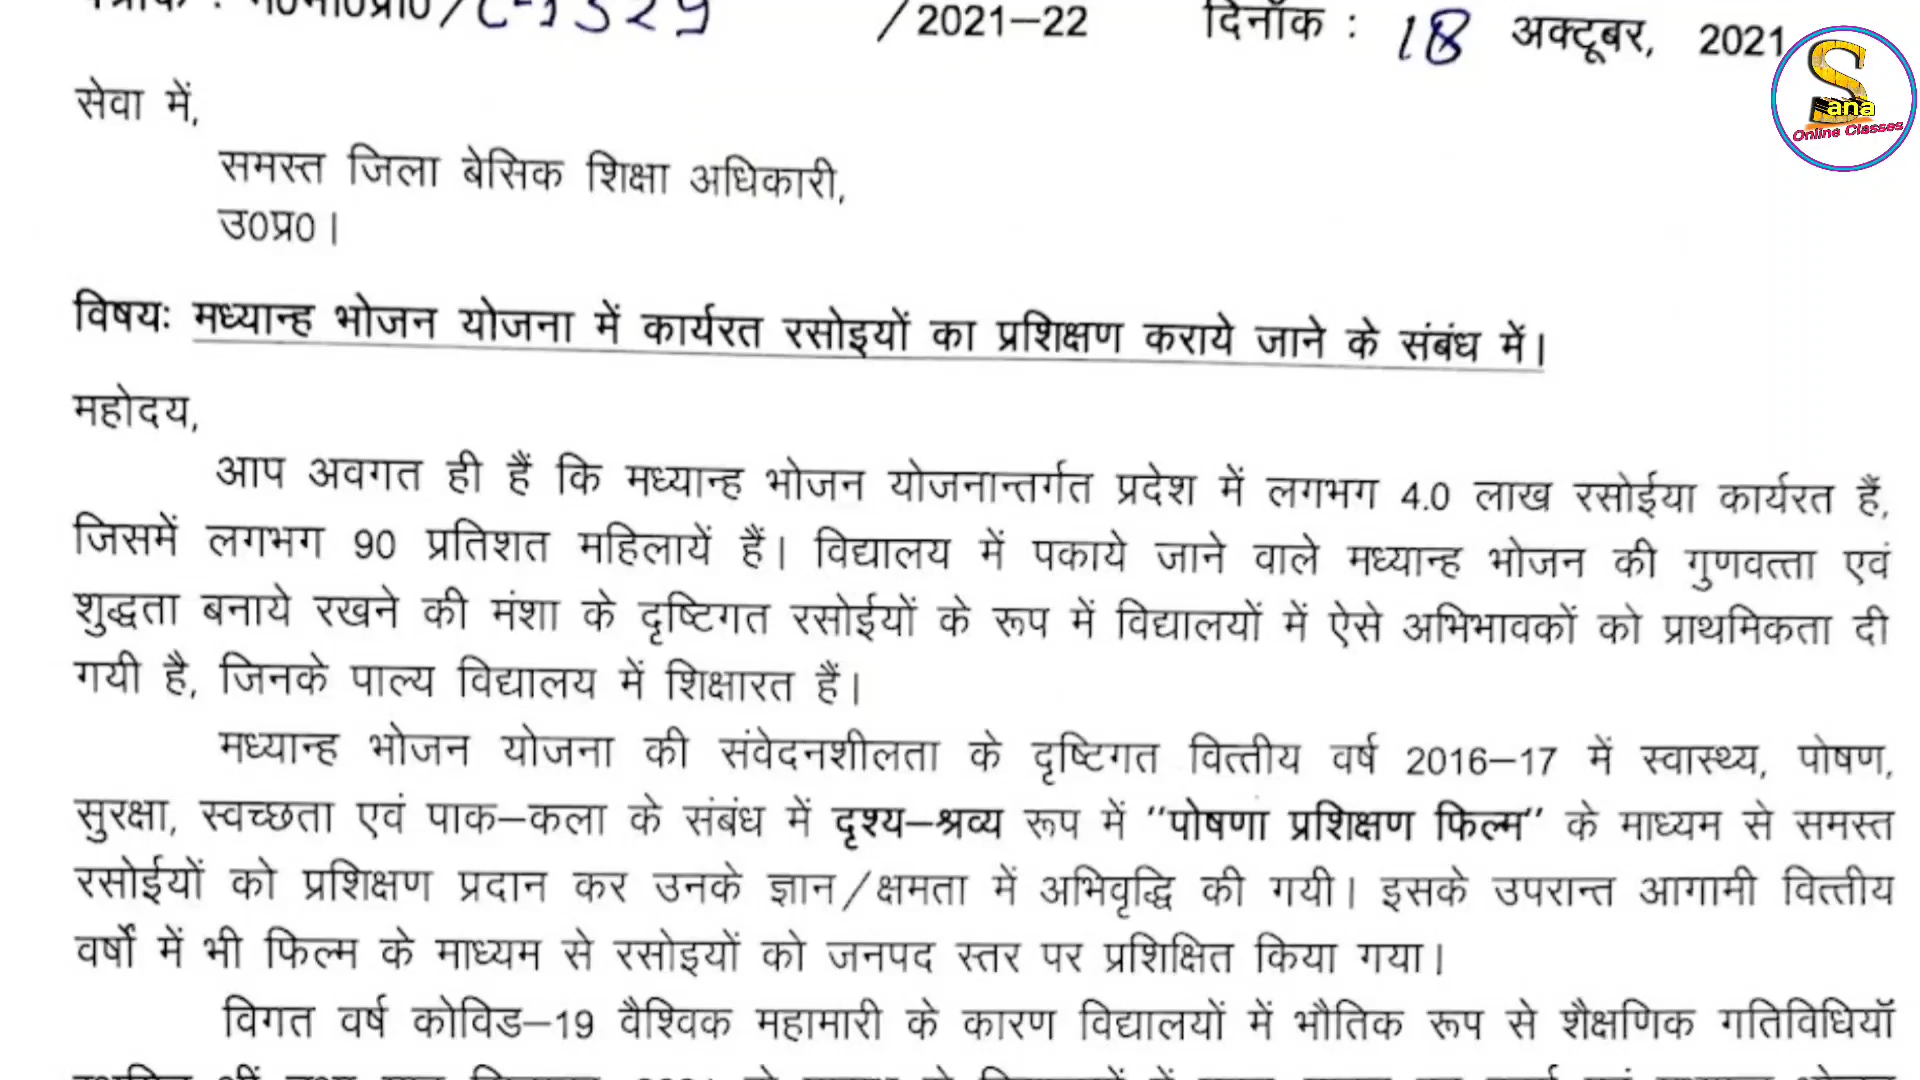 /2021–22 दिनाँक : 18 अक्टूबर, 2021
Sana
Online Classes
सेवा में,
समस्त जिला बेसिक शिक्षा अधिकारी,
उ0प्र0।
विषयः मध्यान्ह भोजन योजना में कार्यरत रसोइयों का प्रशिक्षण कराये जाने के संबंध में।
महोदय,
आप अवगत ही हैं कि मध्यान्ह भोजन योजनान्तर्गत प्रदेश में लगभग 4.0 लाख रसोईया कार्यरत हैं,
जिसमें लगभग 90 प्रतिशत महिलायें हैं। विद्यालय में पकाये जाने वाले मध्यान्ह भोजन की गुणवत्ता एवं
शुद्धता बनाये रखने की मंशा के दृष्टिगत रसोईयों के रूप में विद्यालयों में ऐसे अभिभावकों को प्राथमिकता दी
गयी है, जिनके पाल्य विद्यालय में शिक्षारत हैं।
मध्यान्ह भोजन योजना की संवेदनशीलता के दृष्टिगत वित्तीय वर्ष 2016–17 में स्वास्थ्य, पोषण,
सुरक्षा, स्वच्छता एवं पाक–कला के संबंध में दृश्य–श्रव्य रूप में "पोषणा प्रशिक्षण फिल्म" के माध्यम से समस्त
रसोईयों को प्रशिक्षण प्रदान कर उनके ज्ञान/क्षमता में अभिवृद्धि की गयी। इसके उपरान्त आगामी वित्तीय
वर्षों में भी फिल्म के माध्यम से रसोइयों को जनपद स्तर पर प्रशिक्षित किया गया।
विगत वर्ष कोविड–19 वैश्विक महामारी के कारण विद्यालयों में भौतिक रूप से शैक्षणिक गतिविधियॉ